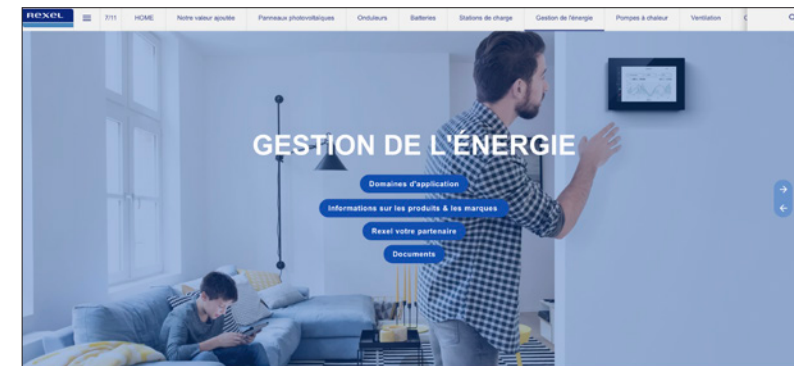 REXEL
7/11 HOME Notre valeur ajoutée Panneaux photovoltaïques Onduleurs Batteries Stations de charge Gestion de l'énergie Pompes à chaleur Ventilation
GESTION DE L'ÉNERGIE
Domaines d'application
Informations sur les produits & les marques
Rexel votre partenaire
Documents